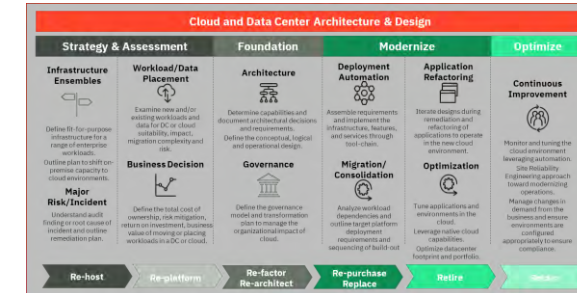 Cloud and Data Center Architecture & Design
Strategy & Assessment
Foundation
Modernize
Optimize
Infrastructure
Ensembles
Define fit-for-purpose
infrastructure for a
range of enterprise
workloads.
Outline plan to shift on-
premise capacity to
cloud environments.
Major
Risk/Incident
Understand audit
finding or root cause of
incident and outline
remediation plan.
Workload/Data
Placement
Examine new and/or
existing workloads and
data for DC or cloud
suitability, impact,
migration complexity and
risk.
Business Decision
Define the total cost of
ownership, risk mitigation,
return on investment, business
value of moving or placing
workloads in a DC or cloud.
Architecture
Determine capabilities and
document architectural decisions
and requirements.
Define the conceptual, logical
and operational design.
Governance
Define the governance
model and transformation
plan to manage the
organizational impact of
cloud.
Deployment
Automation
Assemble requirements
and implement the
infrastructure, features,
and services through
tool-chain.
Migration/
Consolidation
Analyze workload
dependencies and
outline target platform
deployment
requirements and
sequencing of build-out
Application
Refactoring
Iterate designs during
remediation and
refactoring of
applications to operate
in the new cloud
environment.
Optimization
Tune applications and
environments in the
cloud.
Leverage native cloud
capabilities.
Optimize datacenter
footprint and portfolio.
Continuous
Improvement
Monitor and tuning the
cloud environment
leveraging automation.
Site Reliability
Engineering approach
toward modernizing
operations.
Manage changes in
demand from the
business and ensure
environments are
configured
appropriately to ensure
compliance.
Re-host
Re-platform
Re-factor
Re-architect
Re-purchase
Replace
Retire